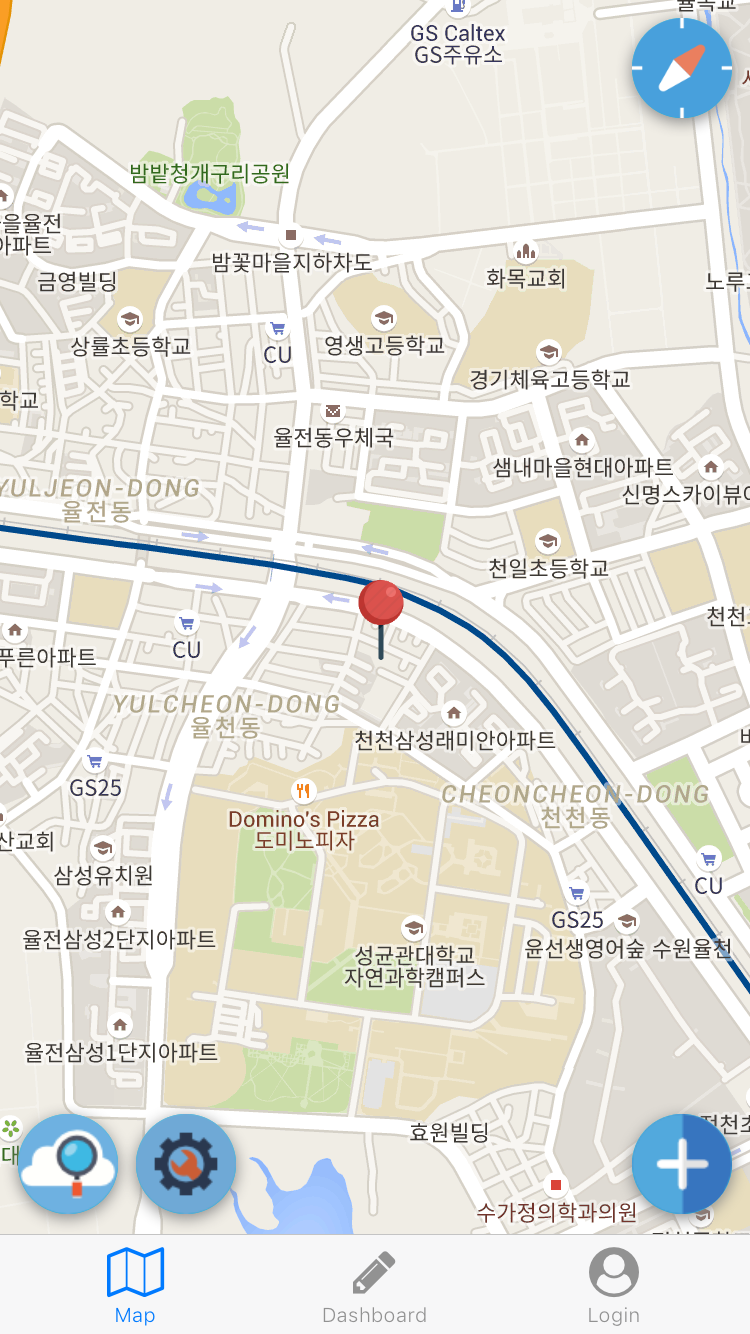 GS Caltex
GS주유소
밤밭청개구리공원
을율전
아파트
밤꽃마을지하차도
금영빌딩
화목교회
상률초등학교
CU
영생고등학교
경기체육고등학교
학교
율전동우체국
샘내마을현대아파트
YULJEON-DONG
율전동
천일초등학교
CU
푸른아파트
YULCHEON-DONG
율천동
천천삼성래미안아파트
GS25
CHEONCHEON-DONG
천천동
Domino's Pizza
도미노피자
산교회
삼성유치원
CU
GS25
율전삼성2단지아파트
성균관대학교
자연과학캠퍼스
윤선생영어숲 수원율천
율전삼성1단지아파트
효원빌딩
대
수가정의학과의원
Map
Dashboard
Login